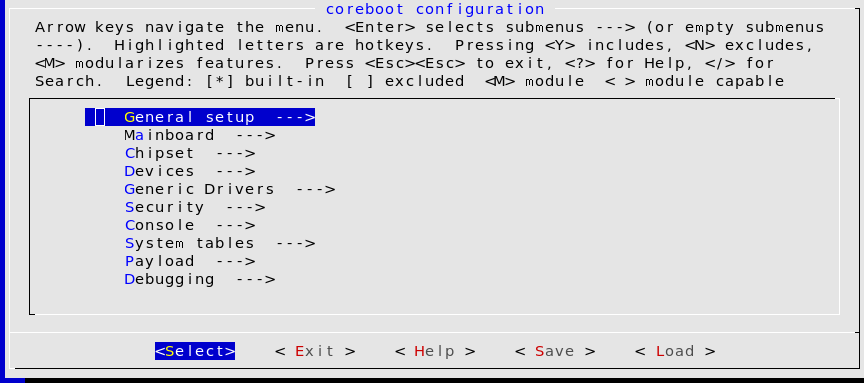 coreboot configuration
Arrow keys navigate the menu.  <Enter> selects submenus ---> (or empty submenus
----).  Highlighted letters are hotkeys.  Pressing <Y> includes, <N> excludes,
<M> modularizes features.  Press <Esc><Esc> to exit, <?> for Help, </> for
Search.  Legend: [*] built-in  [ ] excluded  <M> module  < > module capable
General setup  --->
Mainboard  --->
Chipset  --->
Devices  --->
Generic Drivers  --->
Security  --->
Console  --->
System tables  --->
Payload  --->
Debugging  --->
<Select>    < Exit >    < Help >    < Save >    < Load >